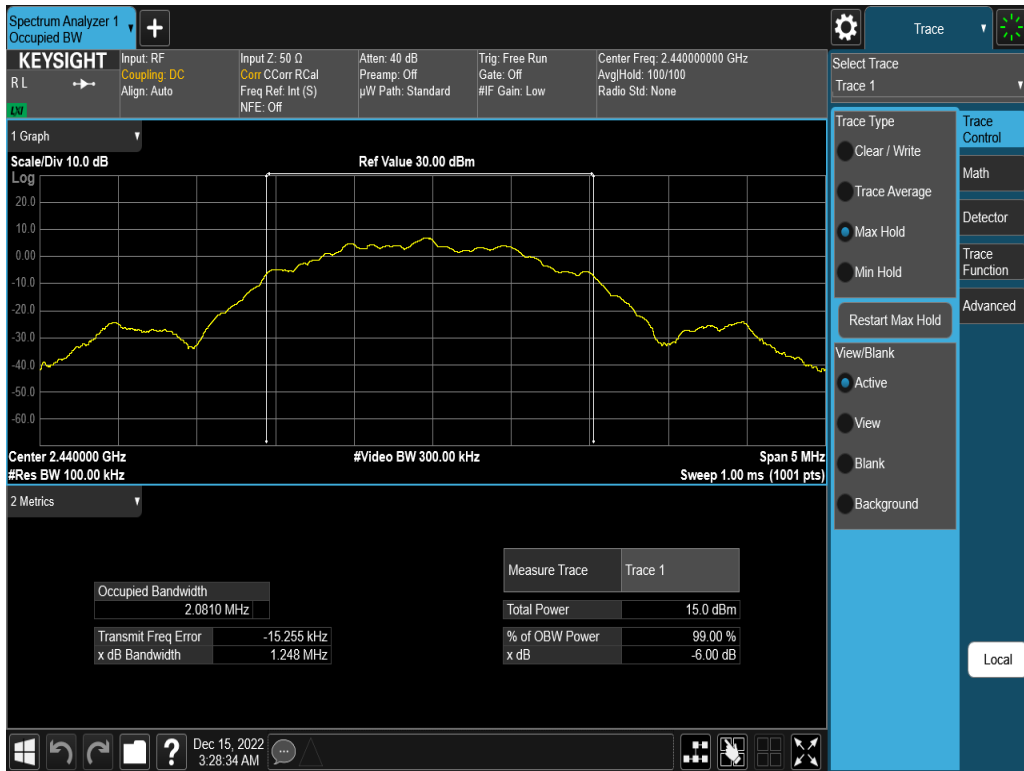 Spectrum Analyzer 1
Occupied BW
+
Trace
KEYSIGHT
R L
LXI
Input: RF
Coupling: DC
Align: Auto
Input Z: 50 Ω
Corr CCorr RCal
Freq Ref: Int (S)
NFE: Off
Atten: 40 dB
Preamp: Off
µW Path: Standard
Trig: Free Run
Gate: Off
#IF Gain: Low
Center Freq: 2.440000000 GHz
Avg|Hold: 100/100
Radio Std: None
Select Trace
Trace 1
1 Graph
Scale/Div 10.0 dB
Ref Value 30.00 dBm
Log
20.0
10.0
0.00
-10.0
-20.0
-30.0
-40.0
-50.0
-60.0
Center 2.440000 GHz
#Video BW 300.00 kHz
Span 5 MHz
#Res BW 100.00 kHz
Sweep 1.00 ms (1001 pts)
2 Metrics
Occupied Bandwidth
2.0810 MHz
Transmit Freq Error -15.255 kHz
x dB Bandwidth 1.248 MHz
Measure Trace Trace 1
Total Power 15.0 dBm
% of OBW Power 99.00 %
x dB -6.00 dB
Trace Type
Clear / Write
Trace Average
Max Hold
Min Hold
Restart Max Hold
View/Blank
Active
View
Blank
Background
Trace
Control
Math
Detector
Trace
Function
Advanced
Local
?
Dec 15, 2022
3:28:34 AM